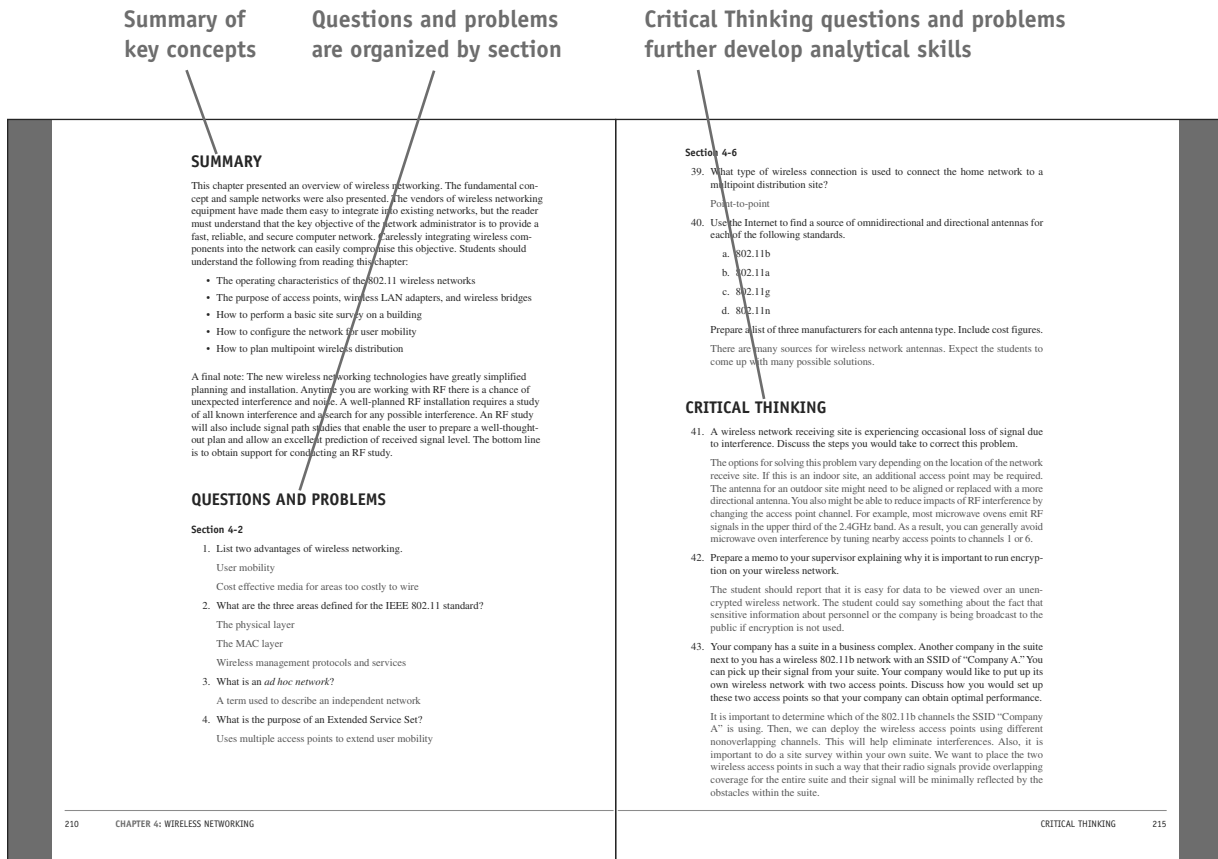 Summary of
key concepts
Questions and problems
are organized by section
Critical Thinking questions and problems
further develop analytical skills
SUMMARY
This chapter presented an overview of wireless networking. The fundamental con-
cept and sample networks were also presented. The vendors of wireless networking
equipment have made them easy to integrate into existing networks, but the reader
must understand that the key objective of the network administrator is to provide a
fast, reliable, and secure computer network. Carelessly integrating wireless com-
ponents into the network can easily compromise this objective. Students should
understand the following from reading this chapter:
• The operating characteristics of the 802.11 wireless networks
• The purpose of access points, wireless LAN adapters, and wireless bridges
• How to perform a basic site survey on a building
• How to configure the network for user mobility
• How to plan multipoint wireless distribution
A final note: The new wireless networking technologies have greatly simplified
planning and installation. Anytime you are working with RF there is a chance of
unexpected interference and noise. A well-planned RF installation requires a study
of all known interference and a search for any possible interference. An RF study
will also include signal path studies that enable the user to prepare a well-thought-
out plan and allow an excellent prediction of received signal level. The bottom line
is to obtain support for conducting an RF study.
QUESTIONS AND PROBLEMS
Section 4-2
1. List two advantages of wireless networking.
User mobility
Cost effective media for areas too costly to wire
2. What are the three areas defined for the IEEE 802.11 standard?
The physical layer
The MAC layer
Wireless management protocols and services
3. What is an ad hoc network?
A term used to describe an independent network
4. What is the purpose of an Extended Service Set?
Uses multiple access points to extend user mobility
210 CHAPTER 4: WIRELESS NETWORKING
Section 4-6
39. What type of wireless connection is used to connect the home network to a
multipoint distribution site?
Point-to-point
40. Use the Internet to find a source of omnidirectional and directional antennas for
each of the following standards.
a. 802.11b
b. 802.11a
c. 802.11g
d. 802.11n
Prepare a list of three manufacturers for each antenna type. Include cost figures.
There are many sources for wireless network antennas. Expect the students to
come up with many possible solutions.
CRITICAL THINKING
41. A wireless network receiving site is experiencing occasional loss of signal due
to interference. Discuss the steps you would take to correct this problem.
The options for solving this problem vary depending on the location of the network
receive site. If this is an indoor site, an additional access point may be required.
The antenna for an outdoor site might need to be aligned or replaced with a more
directional antenna. You also might be able to reduce impacts of RF interference by
changing the access point channel. For example, most microwave ovens emit RF
signals in the upper third of the 2.4GHz band. As a result, you can generally avoid
microwave oven interference by tuning nearby access points to channels 1 or 6.
42. Prepare a memo to your supervisor explaining why it is important to run encryp-
tion on your wireless network.
The student should report that it is easy for data to be viewed over an unen-
crypted wireless network. The student could say something about the fact that
sensitive information about personnel or the company is being broadcast to the
public if encryption is not used.
43. Your company has a suite in a business complex. Another company in the suite
next to you has a wireless 802.11b network with an SSID of “Company A.” You
can pick up their signal from your suite. Your company would like to put up its
own wireless network with two access points. Discuss how you would set up
these two access points so that your company can obtain optimal performance.
It is important to determine which of the 802.11b channels the SSID “Company
A” is using. Then, we can deploy the wireless access points using different
nonoverlapping channels. This will help eliminate interferences. Also, it is
important to do a site survey within your own suite. We want to place the two
wireless access points in such a way that their radio signals provide overlapping
coverage for the entire suite and their signal will be minimally reflected by the
obstacles within the suite.
CRITICAL THINKING 215